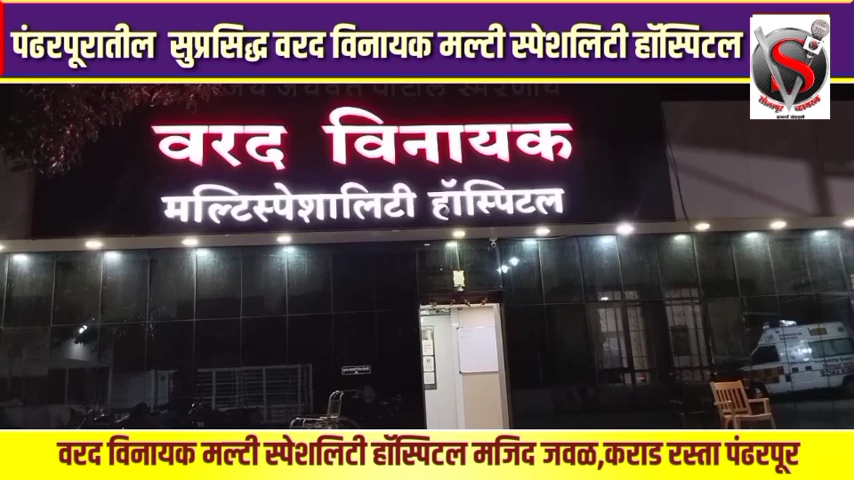 पंढरपूरातील सुप्रसिद्ध वरद विनायक मल्टी स्पेशलिटी हॉस्पिटल
S
सोलापूर व्हायरल
वरद विनायक
मल्टिस्पेशालिटी हॉस्पिटल
वरद विनायक मल्टी स्पेशलिटी हॉस्पिटल मजिद जवळ,कराड रस्ता पंढरपूर